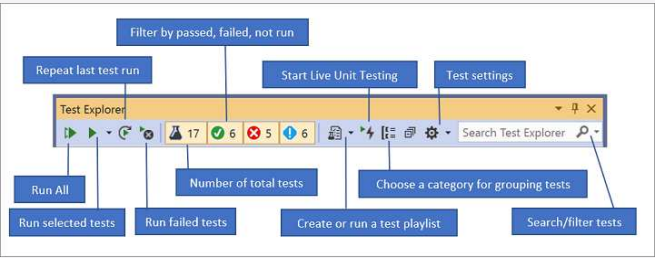 Filter by passed, failed, not run
Repeat last test run
Start Live Unit Testing
Test settings
Test Explorer
17
6
5
6
Search Test Explorer
Run All
Number of total tests
Choose a category for grouping tests
Run selected tests
Run failed tests
Create or run a test playlist
Search/filter tests